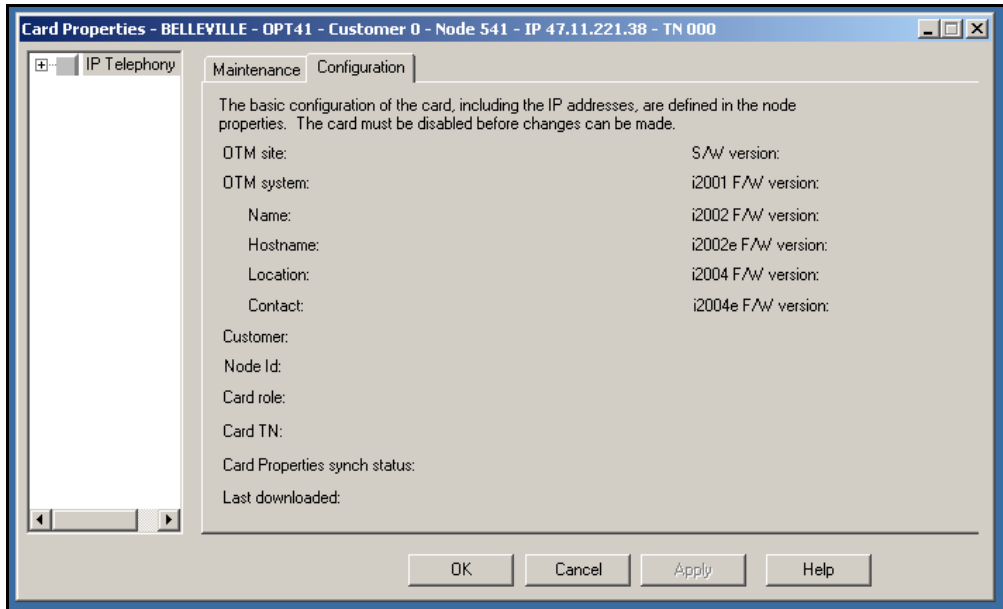 Card Properties - BELLEVILLE - OPT41 - Customer 0 - Node 541 - IP 47.11.221.38 - TN 000
IP Telephony
Maintenance Configuration
The basic configuration of the card, including the IP addresses, are defined in the node
properties. The card must be disabled before changes can be made.
OTM site: S/W version:
OTM system: i2001 F/W version:
Name: i2002 F/W version:
Hostname: i2002e F/W version:
Location: i2004 F/W version:
Contact: i2004e F/W version:
Customer:
Node Id:
Card role:
Card TN:
Card Properties synch status:
Last downloaded:
OK Cancel Apply Help